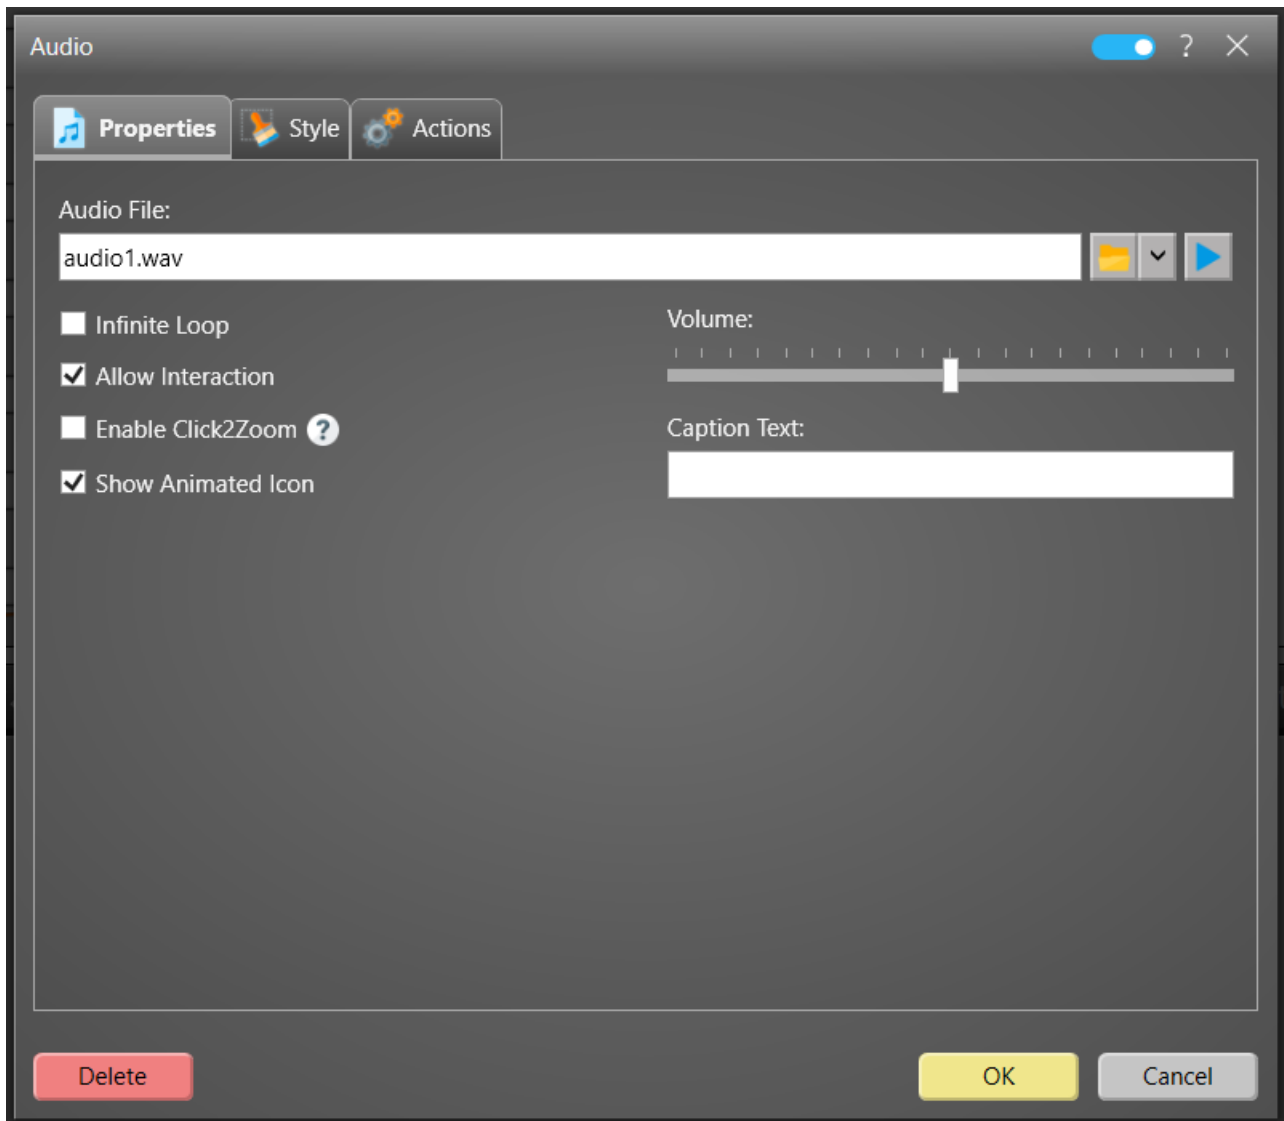 Audio
?
Properties
Style
Actions
Audio File:
audio1.wav
Infinite Loop
Volume:
Allow Interaction
Enable Click2Zoom ?
Caption Text:
Show Animated Icon
Delete
OK
Cancel